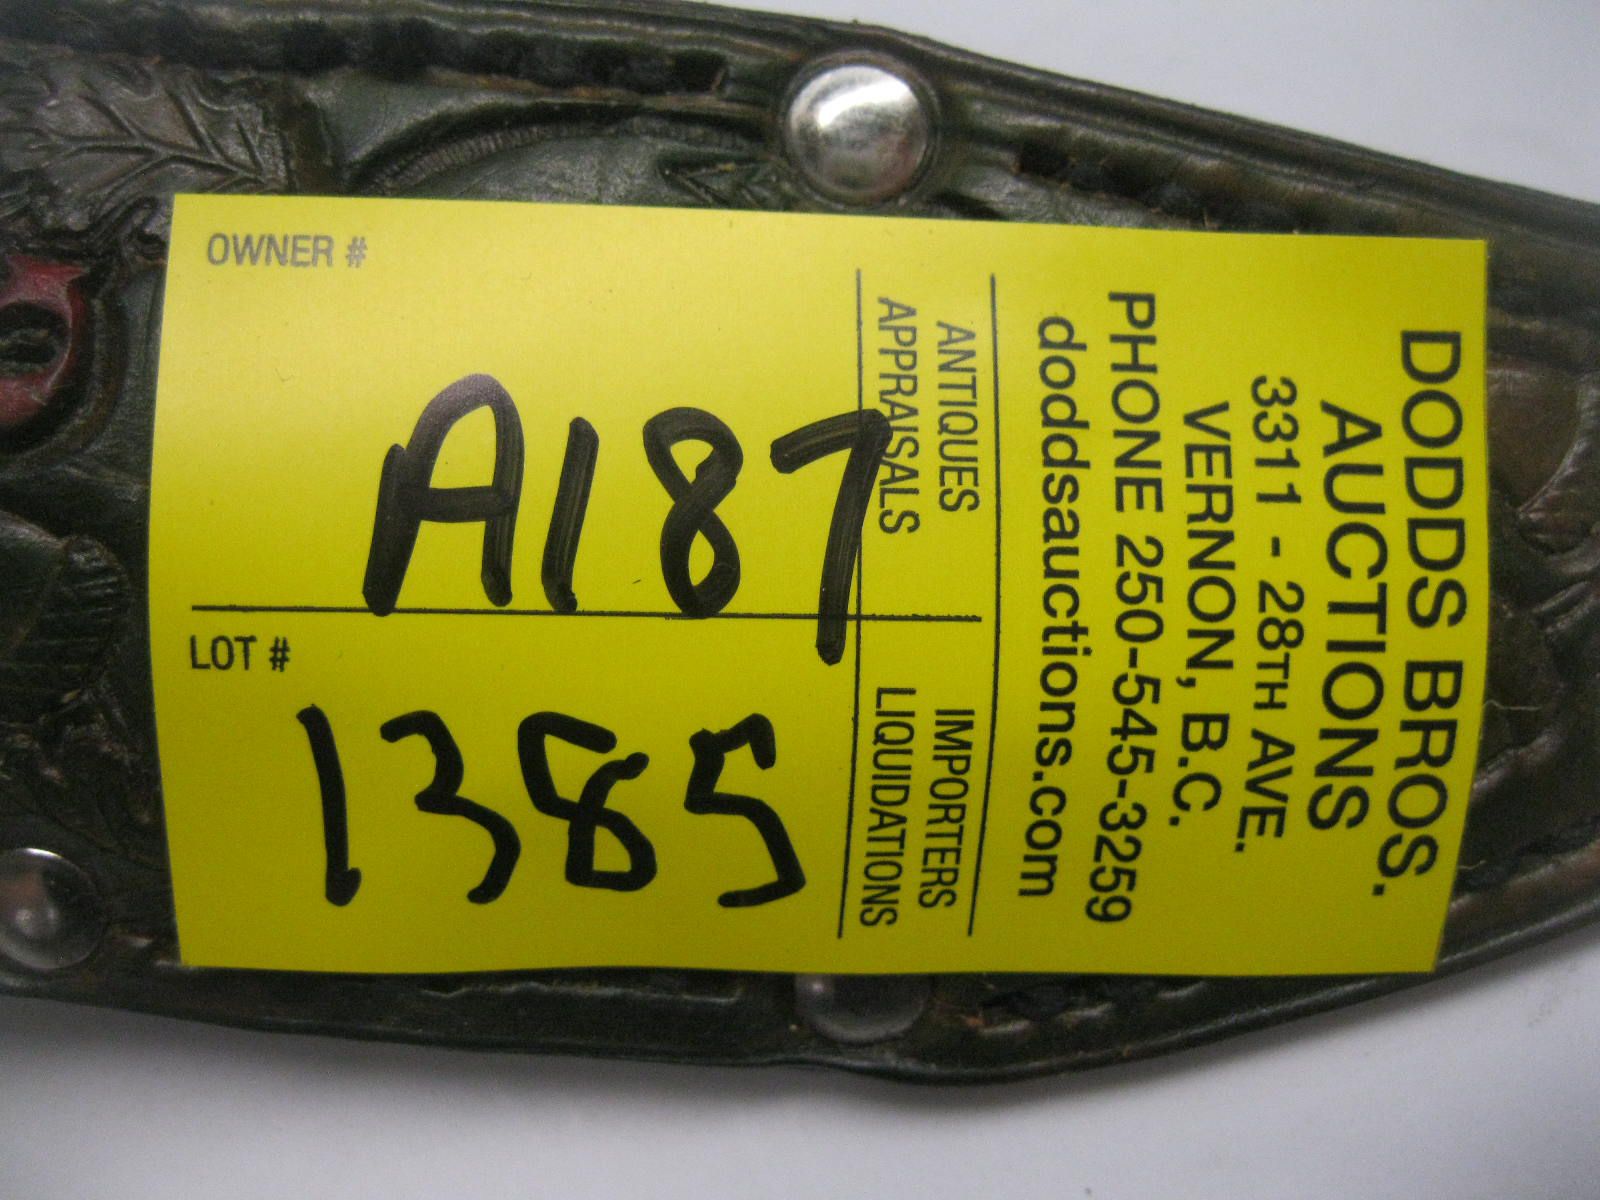 DODDS BROS.
AUCTIONS
3311 - 28TH AVE.
VERNON, B.C.
PHONE 250-545-3259
doddsauctions.com
ANTIQUES
APPRAISALS
IMPORTERS
LIQUIDATIONS
OWNER #
A187
LOT #
1385